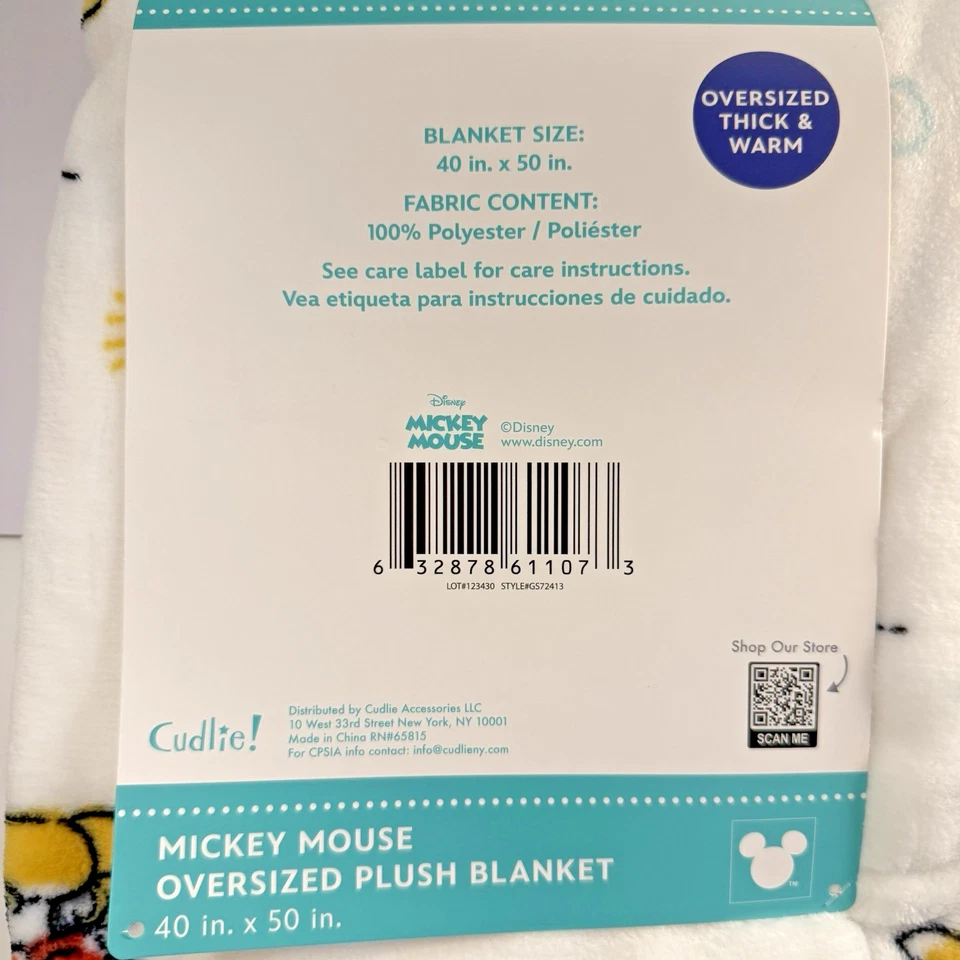 OVERSIZED
THICK &
WARM
BLANKET SIZE:
40 in. x 50 in.
FABRIC CONTENT:
100% Polyester / Poliéster
See care label for care instructions.
Vea etiqueta para instrucciones de cuidado.
Disney
MICKEY
MOUSE
©Disney
www.disney.com
6 32878 61107 3
LOT#123430 STYLE#GS72413
Shop Our Store
SCAN ME
Cudlie!
Distributed by Cudlie Accessories LLC
10 West 33rd Street New York, NY 10001
Made in China RN#65815
For CPSIA info contact: info@cudlieny.com
MICKEY MOUSE
OVERSIZED PLUSH BLANKET
40 in. x 50 in.
TM